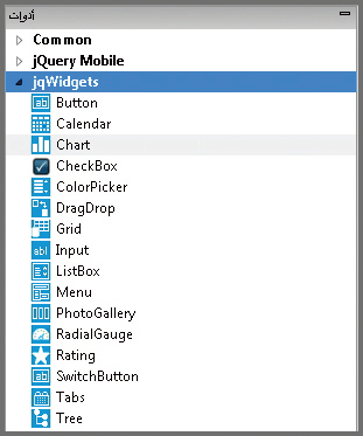 أدوات
Common
jQuery Mobile
jqWidgets
Button
Calendar
Chart
CheckBox
ColorPicker
DragDrop
Grid
Input
ListBox
Menu
PhotoGallery
RadialGauge
Rating
SwitchButton
Tabs
Tree